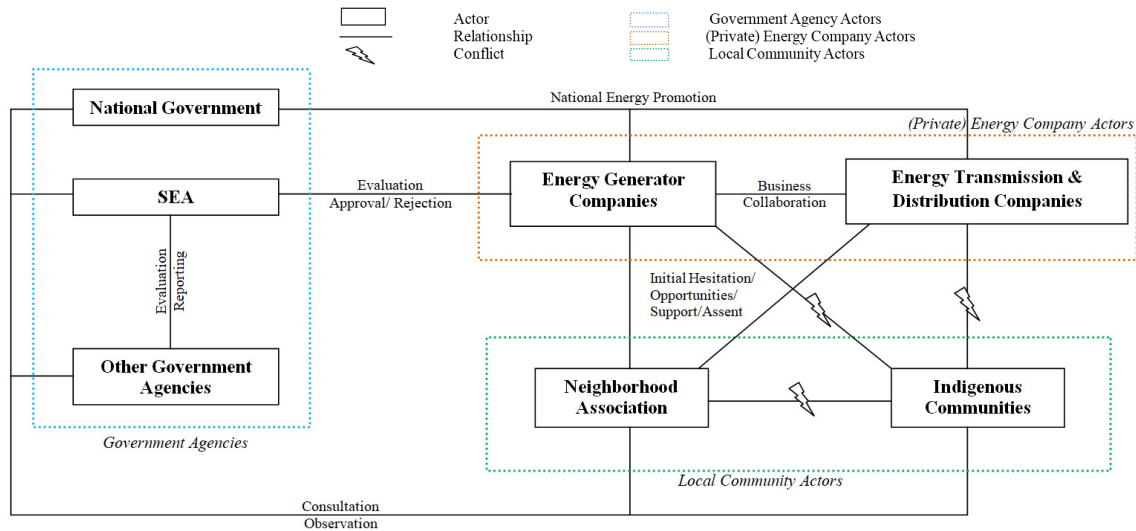 Actor
Relationship
Conflict
Government Agency Actors
(Private) Energy Company Actors
Local Community Actors
National Government
National Energy Promotion
(Private) Energy Company Actors
SEA
Evaluation
Approval/ Rejection
Energy Generator
Companies
Business
Collaboration
Energy Transmission &
Distribution Companies
Evaluation
Reporting
Initial Hesitation/
Opportunities/
Support/Assent
Other Government
Agencies
Neighborhood
Association
Indigenous
Communities
Government Agencies
Local Community Actors
Consultation
Observation